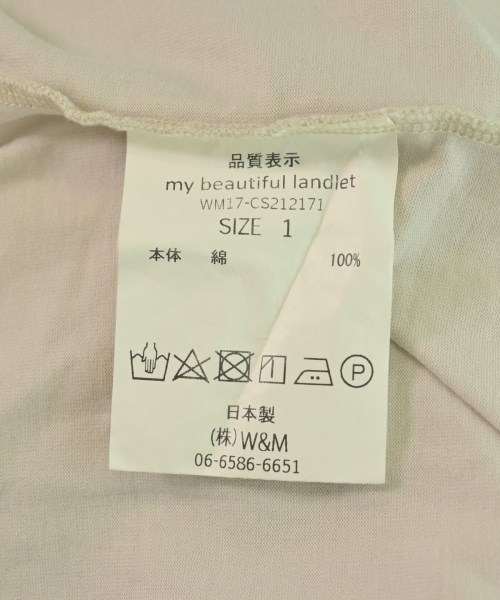 品質表示
my beautiful landlet
WM17-CS212171
SIZE 1
本体 綿 100%
P
日本製
(株)W&M
06-6586-6651